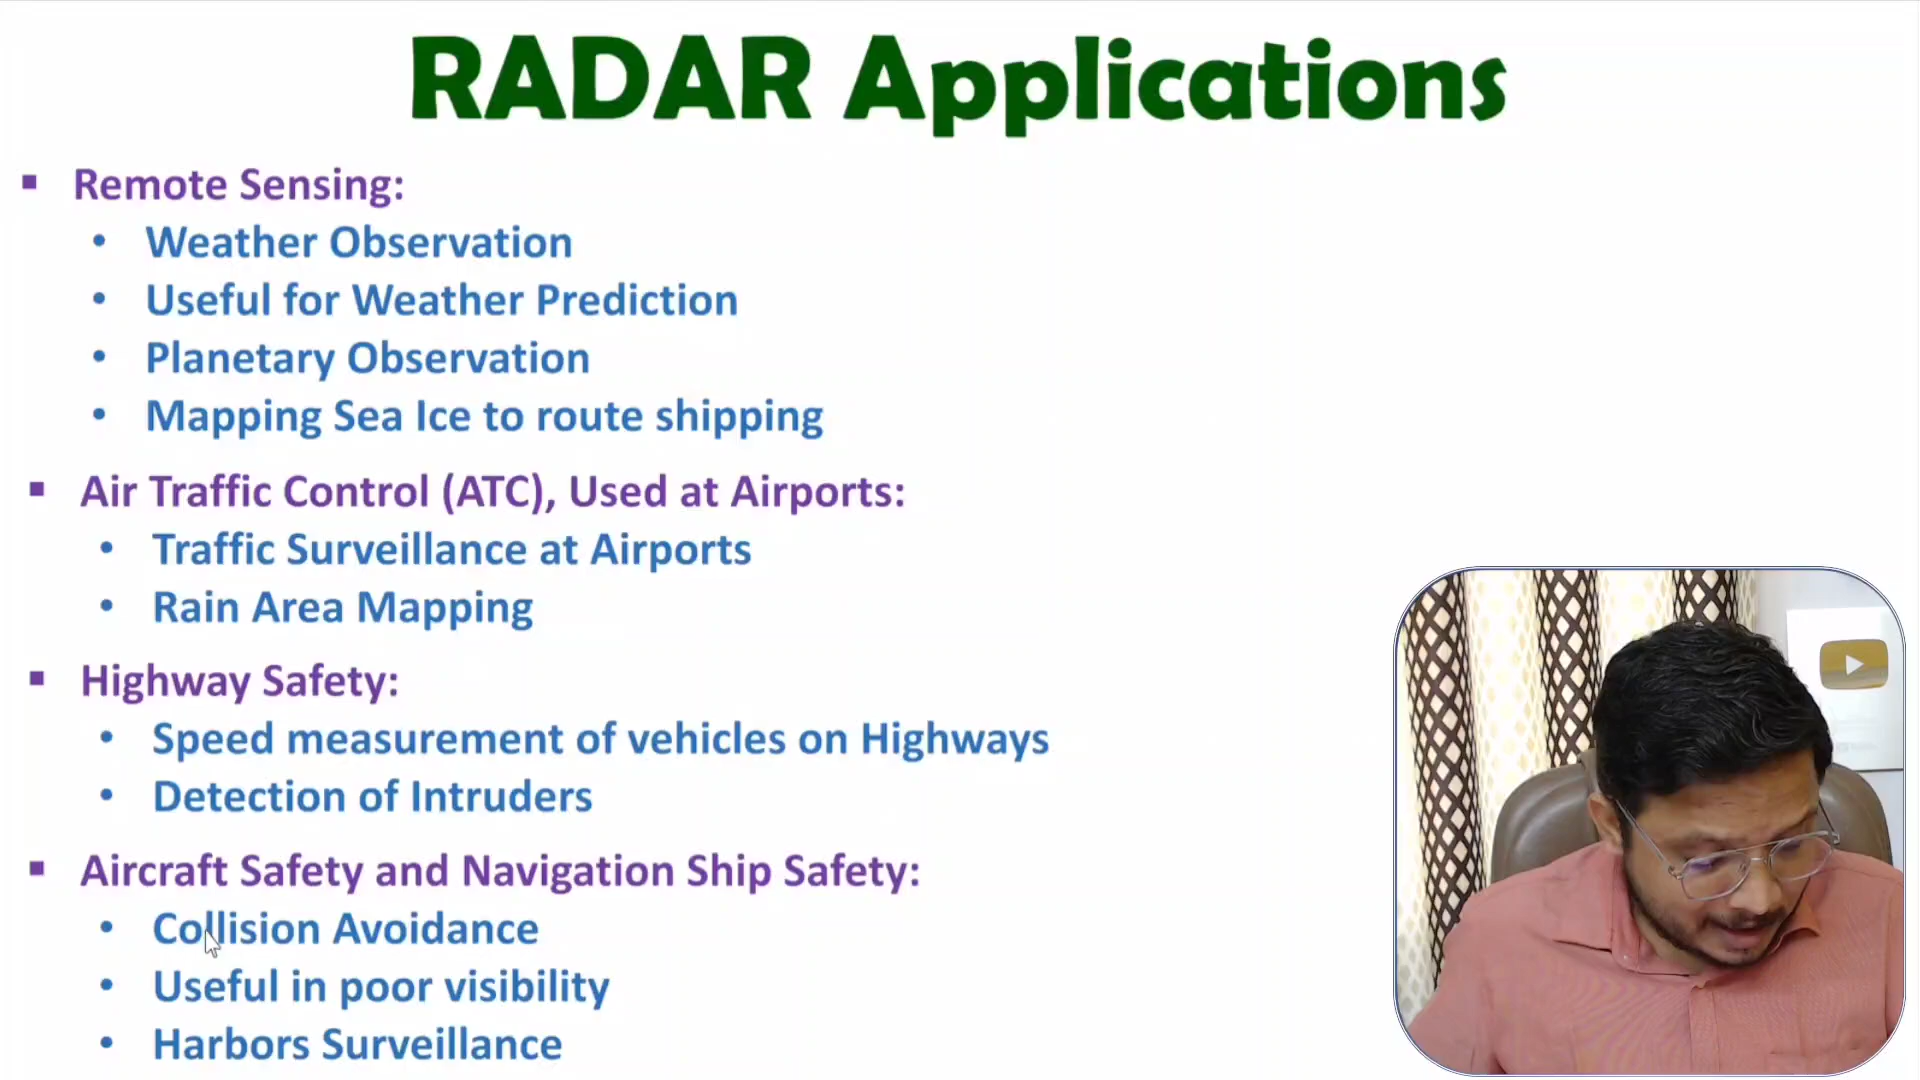 RADAR Applications
▪ Remote Sensing:
• Weather Observation
• Useful for Weather Prediction
• Planetary Observation
• Mapping Sea Ice to route shipping
▪ Air Traffic Control (ATC), Used at Airports:
• Traffic Surveillance at Airports
• Rain Area Mapping
▪ Highway Safety:
• Speed measurement of vehicles on Highways
• Detection of Intruders
▪ Aircraft Safety and Navigation Ship Safety:
• Collision Avoidance
• Useful in poor visibility
• Harbors Surveillance